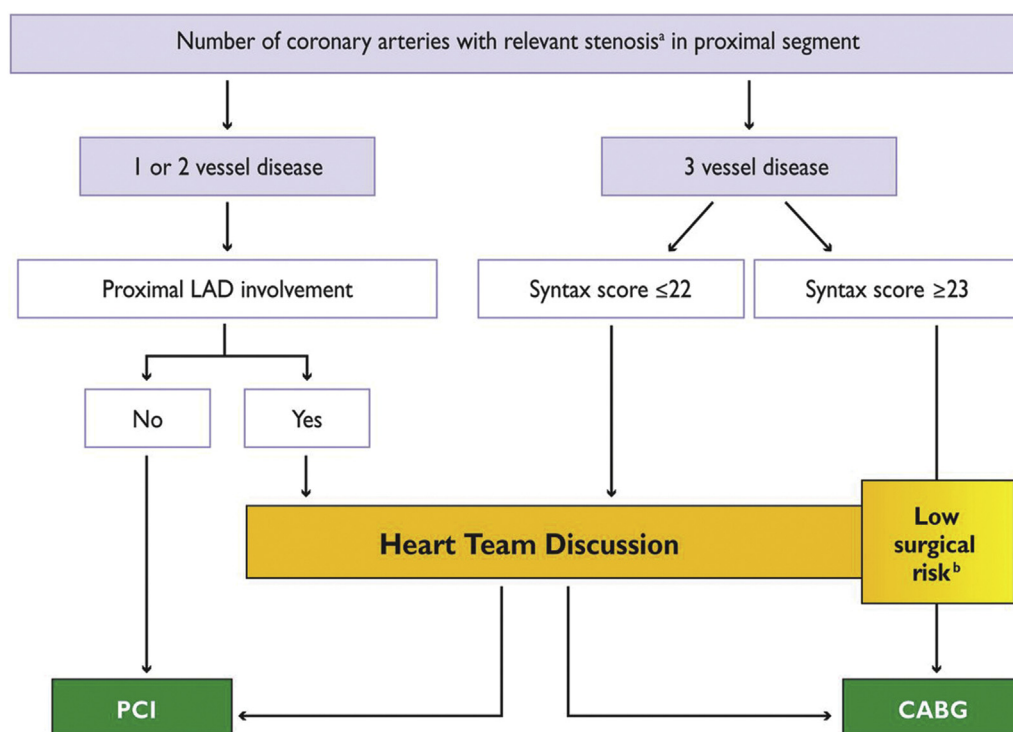 Number of coronary arteries with relevant stenosisᵃ in proximal segment
1 or 2 vessel disease
3 vessel disease
Proximal LAD involvement
Syntax score ≤22
Syntax score ≥23
No
Yes
Heart Team Discussion
Low
surgical
riskᵇ
PCI
CABG